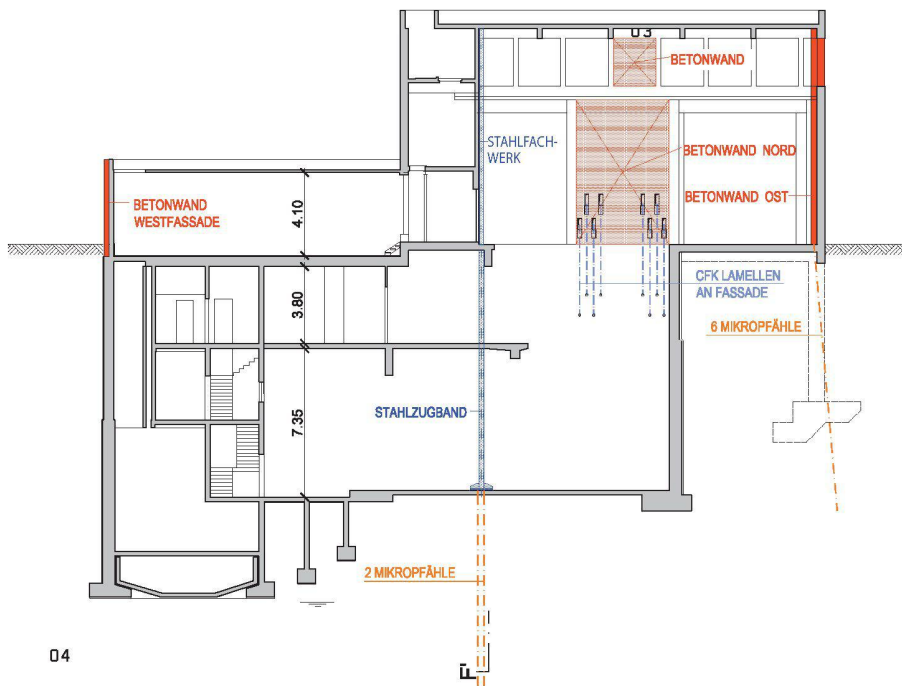 03
BETONWAND
STAHLFACH-
WERK
BETONWAND NORD
BETONWAND OST
BETONWAND
WESTFASSADE
4.10
CFK LAMELLEN
AN FASSADE
3.80
6 MIKROPFÄHLE
7.35
STAHLZUGBAND
2 MIKROPFÄHLE
04
F'